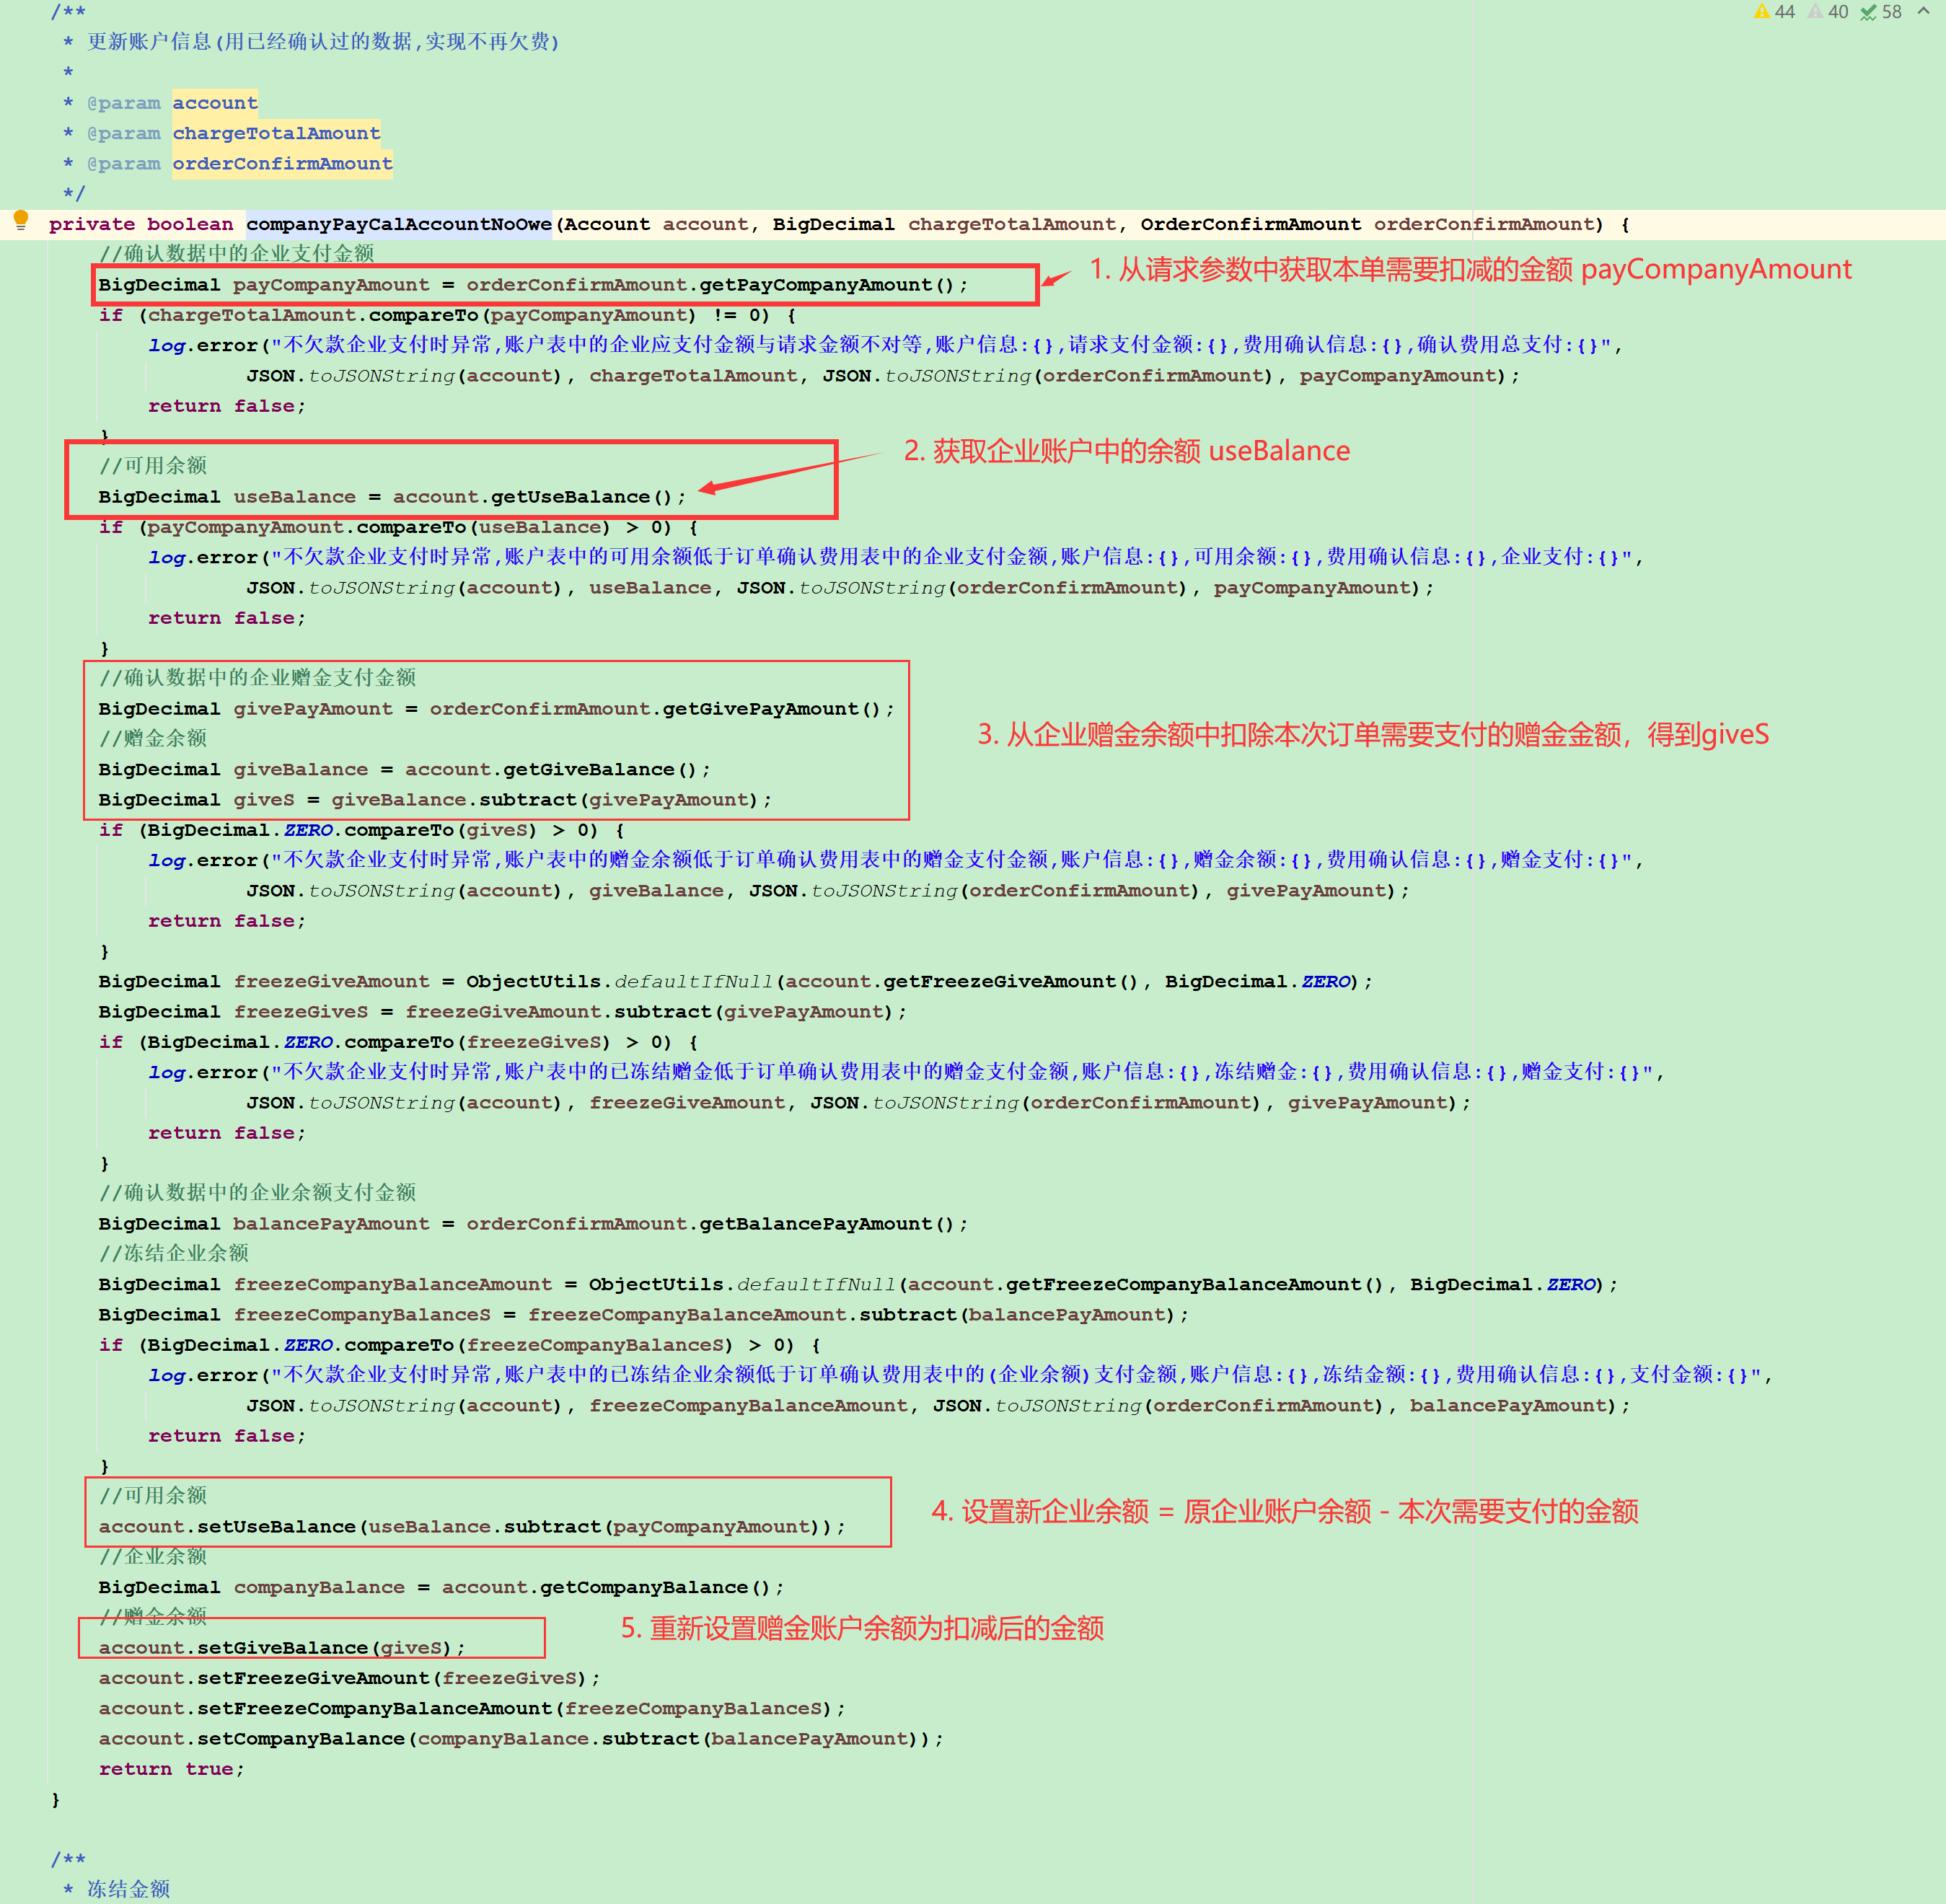 44 40 58
/**
* 更新账户信息(用已经确认过的数据,实现不再欠费)
*
* @param account
* @param chargeTotalAmount
* @param orderConfirmAmount
*/
private boolean companyPayCalAccountNoOwe(Account account, BigDecimal chargeTotalAmount, OrderConfirmAmount orderConfirmAmount) {
//确认数据中的企业支付金额
BigDecimal payCompanyAmount = orderConfirmAmount.getPayCompanyAmount();
1. 从请求参数中获取本单需要扣减的金额 payCompanyAmount
if (chargeTotalAmount.compareTo(payCompanyAmount) != 0) {
log.error("不欠款企业支付时异常,账户表中的企业应支付金额与请求金额不对等,账户信息:{},请求支付金额:{},费用确认信息:{},确认费用总支付:{}",
JSON.toJSONString(account), chargeTotalAmount, JSON.toJSONString(orderConfirmAmount), payCompanyAmount);
return false;
}
//可用余额
2. 获取企业账户中的余额 useBalance
BigDecimal useBalance = account.getUseBalance();
if (payCompanyAmount.compareTo(useBalance) > 0) {
log.error("不欠款企业支付时异常,账户表中的可用余额低于订单确认费用表中的企业支付金额,账户信息:{},可用余额:{},费用确认信息:{},企业支付:{}",
JSON.toJSONString(account), useBalance, JSON.toJSONString(orderConfirmAmount), payCompanyAmount);
return false;
}
//确认数据中的企业赠金支付金额
BigDecimal givePayAmount = orderConfirmAmount.getGivePayAmount();
//赠金余额
3. 从企业赠金余额中扣除本次订单需要支付的赠金金额，得到giveS
BigDecimal giveBalance = account.getGiveBalance();
BigDecimal giveS = giveBalance.subtract(givePayAmount);
if (BigDecimal.ZERO.compareTo(giveS) > 0) {
log.error("不欠款企业支付时异常,账户表中的赠金余额低于订单确认费用表中的赠金支付金额,账户信息:{},赠金余额:{},费用确认信息:{},赠金支付:{}",
JSON.toJSONString(account), giveBalance, JSON.toJSONString(orderConfirmAmount), givePayAmount);
return false;
}
BigDecimal freezeGiveAmount = ObjectUtils.defaultIfNull(account.getFreezeGiveAmount(), BigDecimal.ZERO);
BigDecimal freezeGiveS = freezeGiveAmount.subtract(givePayAmount);
if (BigDecimal.ZERO.compareTo(freezeGiveS) > 0) {
log.error("不欠款企业支付时异常,账户表中的已冻结赠金低于订单确认费用表中的赠金支付金额,账户信息:{},冻结赠金:{},费用确认信息:{},赠金支付:{}",
JSON.toJSONString(account), freezeGiveAmount, JSON.toJSONString(orderConfirmAmount), givePayAmount);
return false;
}
//确认数据中的企业余额支付金额
BigDecimal balancePayAmount = orderConfirmAmount.getBalancePayAmount();
//冻结企业余额
BigDecimal freezeCompanyBalanceAmount = ObjectUtils.defaultIfNull(account.getFreezeCompanyBalanceAmount(), BigDecimal.ZERO);
BigDecimal freezeCompanyBalanceS = freezeCompanyBalanceAmount.subtract(balancePayAmount);
if (BigDecimal.ZERO.compareTo(freezeCompanyBalanceS) > 0) {
log.error("不欠款企业支付时异常,账户表中的已冻结企业余额低于订单确认费用表中的(企业余额)支付金额,账户信息:{},冻结金额:{},费用确认信息:{},支付金额:{}",
JSON.toJSONString(account), freezeCompanyBalanceAmount, JSON.toJSONString(orderConfirmAmount), balancePayAmount);
return false;
}
//可用余额
4. 设置新企业余额 = 原企业账户余额 - 本次需要支付的金额
account.setUseBalance(useBalance.subtract(payCompanyAmount));
//企业余额
BigDecimal companyBalance = account.getCompanyBalance();
//赠金余额
5. 重新设置赠金账户余额为扣减后的金额
account.setGiveBalance(giveS);
account.setFreezeGiveAmount(freezeGiveS);
account.setFreezeCompanyBalanceAmount(freezeCompanyBalanceS);
account.setCompanyBalance(companyBalance.subtract(balancePayAmount));
return true;
}
/**
* 冻结金额